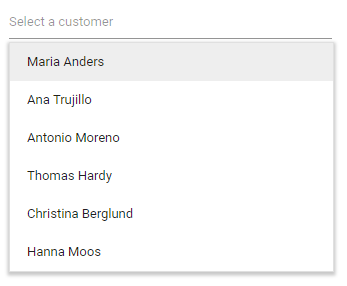 Select a customer
Maria Anders
Ana Trujillo
Antonio Moreno
Thomas Hardy
Christina Berglund
Hanna Moos